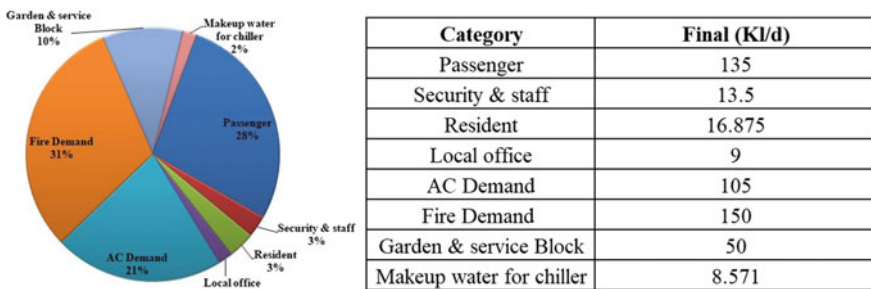 Garden & service
Block
10%
Makeup water
for chiller
2%
Passenger
28%
Fire Demand
31%
Security & staff
3%
Resident
3%
AC Demand
21%
Local office
Category Final (Kl/d)
Passenger 135
Security & staff 13.5
Resident 16.875
Local office 9
AC Demand 105
Fire Demand 150
Garden & service Block 50
Makeup water for chiller 8.571